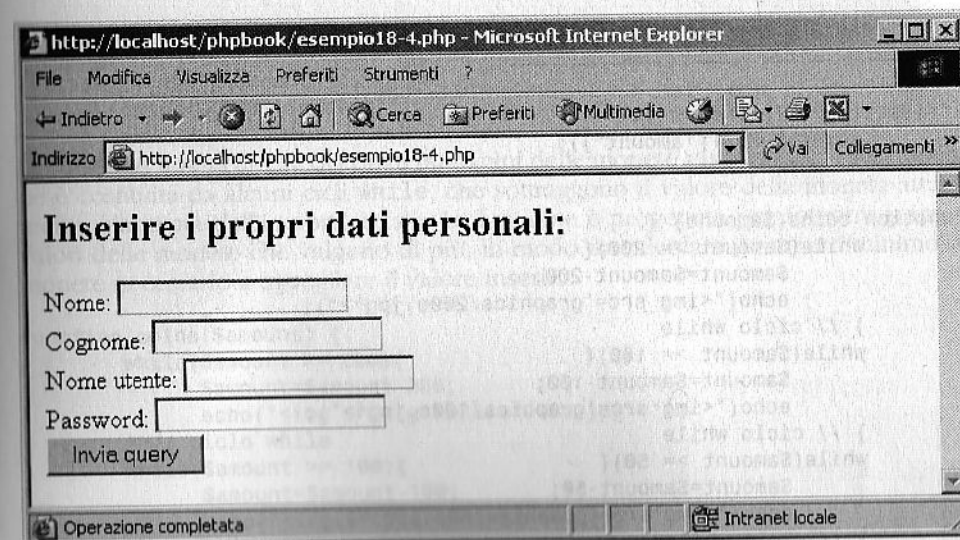 http://localhost/phpbook/esempio18-4.php - Microsoft Internet Explorer
File Modifica Visualizza Preferiti Strumenti ?
Indietro Cerca Preferiti Multimedia
Indirizzo http://localhost/phpbook/esempio18-4.php Vai Collegamenti »
Inserire i propri dati personali:
Nome:
Cognome:
Nome utente:
Password:
Invia query
Operazione completata Intranet locale